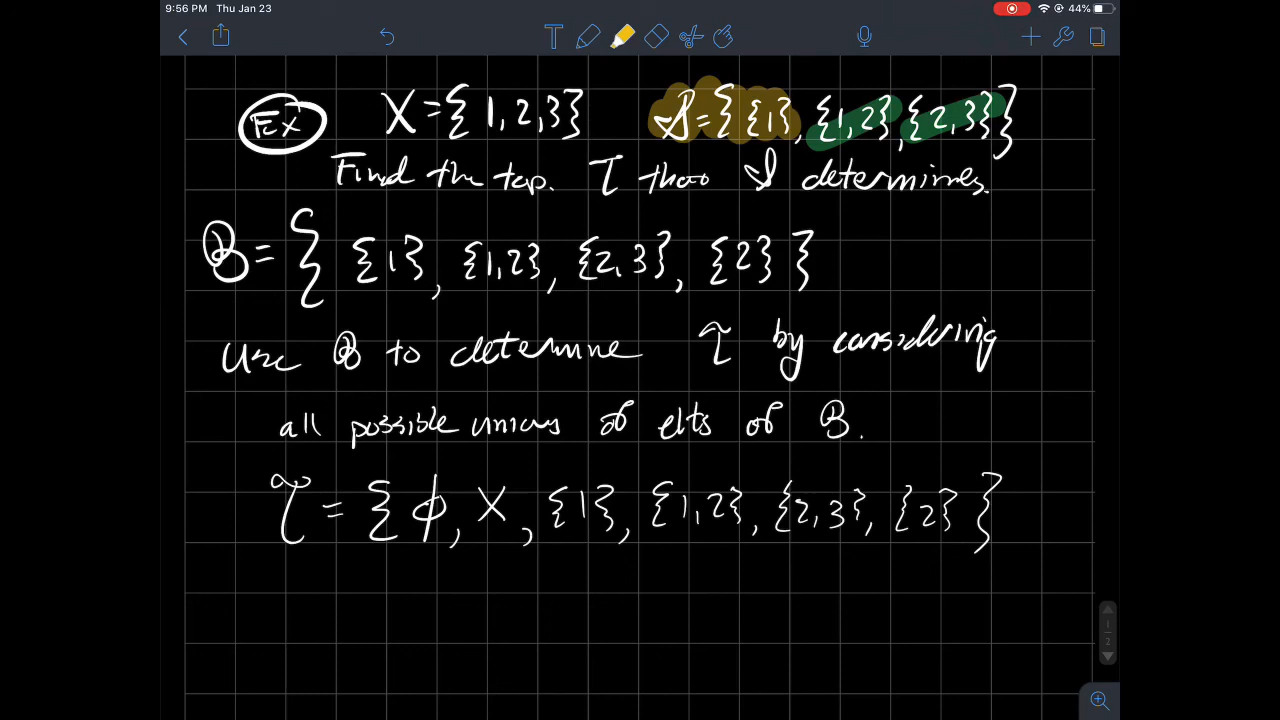 9:56 PM Thu Jan 23 44%
Ex X = { 1, 2, 3 } S = { {1}, {1, 2}, {2, 3} }
Find the top. T that S determines.
B = { {1}, {1, 2}, {2, 3}, {2} }
Use B to determine T by considering
all possible unions of elts of B.
T = { ϕ, X, {1}, {1, 2}, {2, 3}, {2} }
1
2